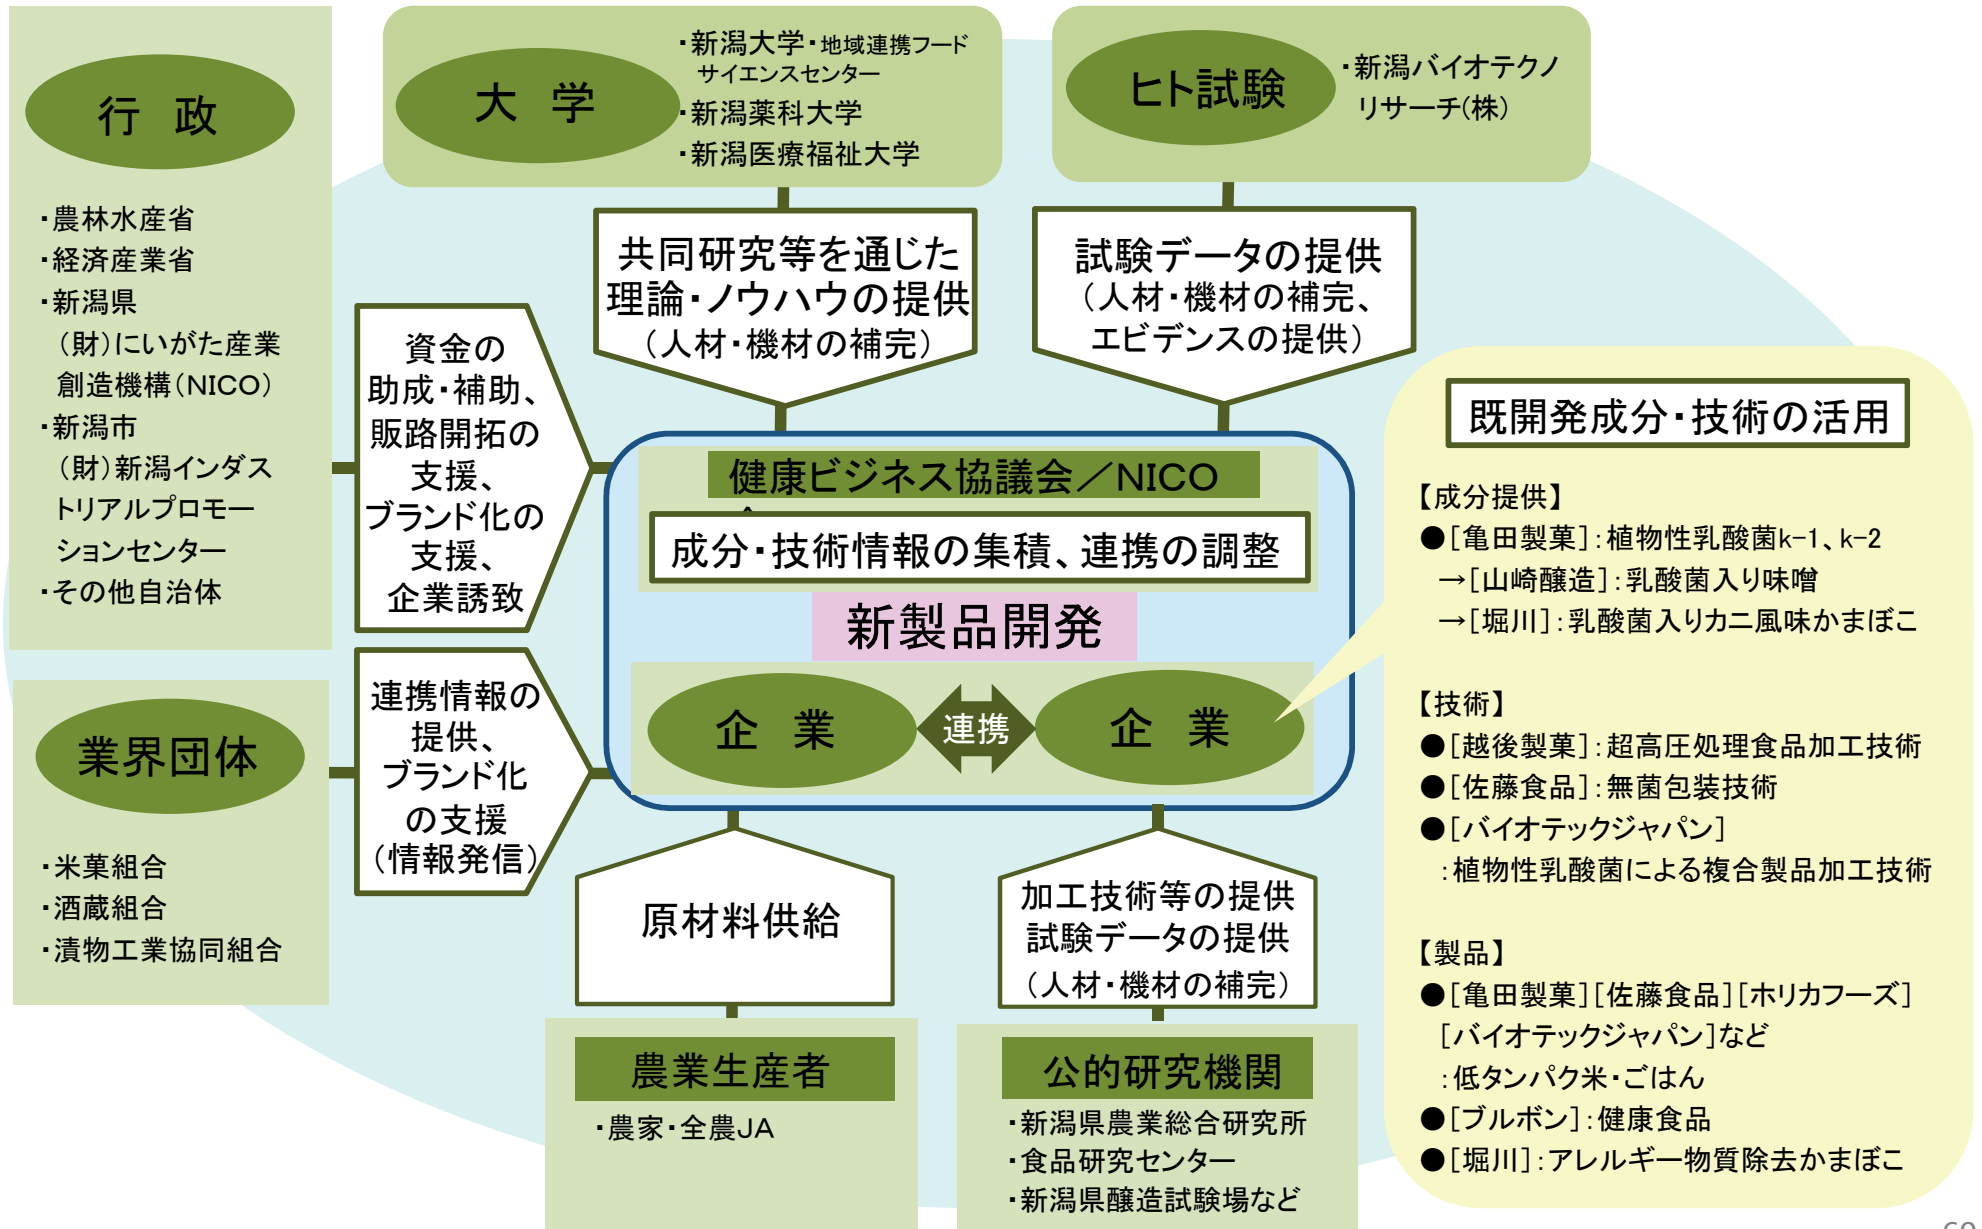 行 政
・農林水産省
・経済産業省
・新潟県
（財）にいがた産業
創造機構（NICO）
・新潟市
（財）新潟インダス
トリアルプロモー
ションセンター
・その他自治体
大 学
・新潟大学・地域連携フード
サイエンスセンター
・新潟薬科大学
・新潟医療福祉大学
ヒト試験
・新潟バイオテクノ
リサーチ(株)
共同研究等を通じた
理論・ノウハウの提供
（人材・機材の補完）
試験データの提供
（人材・機材の補完、
エビデンスの提供）
資金の
助成・補助、
販路開拓の
支援、
ブランド化の
支援、
企業誘致
健康ビジネス協議会／NICO
成分・技術情報の集積、連携の調整
新製品開発
企 業
連携
企 業
業界団体
・米菓組合
・酒蔵組合
・漬物工業協同組合
連携情報の
提供、
ブランド化
の支援
（情報発信）
原材料供給
農業生産者
・農家・全農JA
加工技術等の提供
試験データの提供
（人材・機材の補完）
公的研究機関
・新潟県農業総合研究所
・食品研究センター
・新潟県醸造試験場など
既開発成分・技術の活用
【成分提供】
●［亀田製菓］：植物性乳酸菌k-1、k-2
→［山崎醸造］：乳酸菌入り味噌
→［堀川］：乳酸菌入りカニ風味かまぼこ
【技術】
●［越後製菓］：超高圧処理食品加工技術
●［佐藤食品］：無菌包装技術
●［バイオテックジャパン］
：植物性乳酸菌による複合製品加工技術
【製品】
●［亀田製菓］［佐藤食品］［ホリカフーズ］
［バイオテックジャパン］など
：低タンパク米・ごはん
●［ブルボン］：健康食品
●［堀川］：アレルギー物質除去かまぼこ